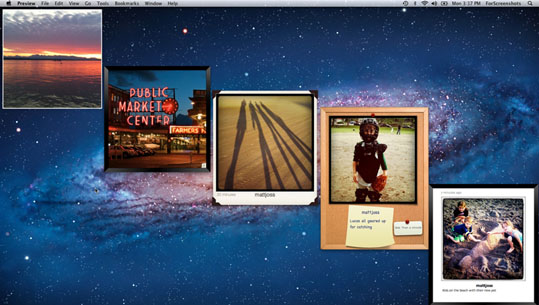 Preview File Edit View Go Tools Bookmarks Window Help
Mon 3:17 PM ForScreenshots
PUBLIC
MARKET
CENTER
FARMERS
mattjoss
mattjoss
Lucas all geared up
for catching
mattjoss